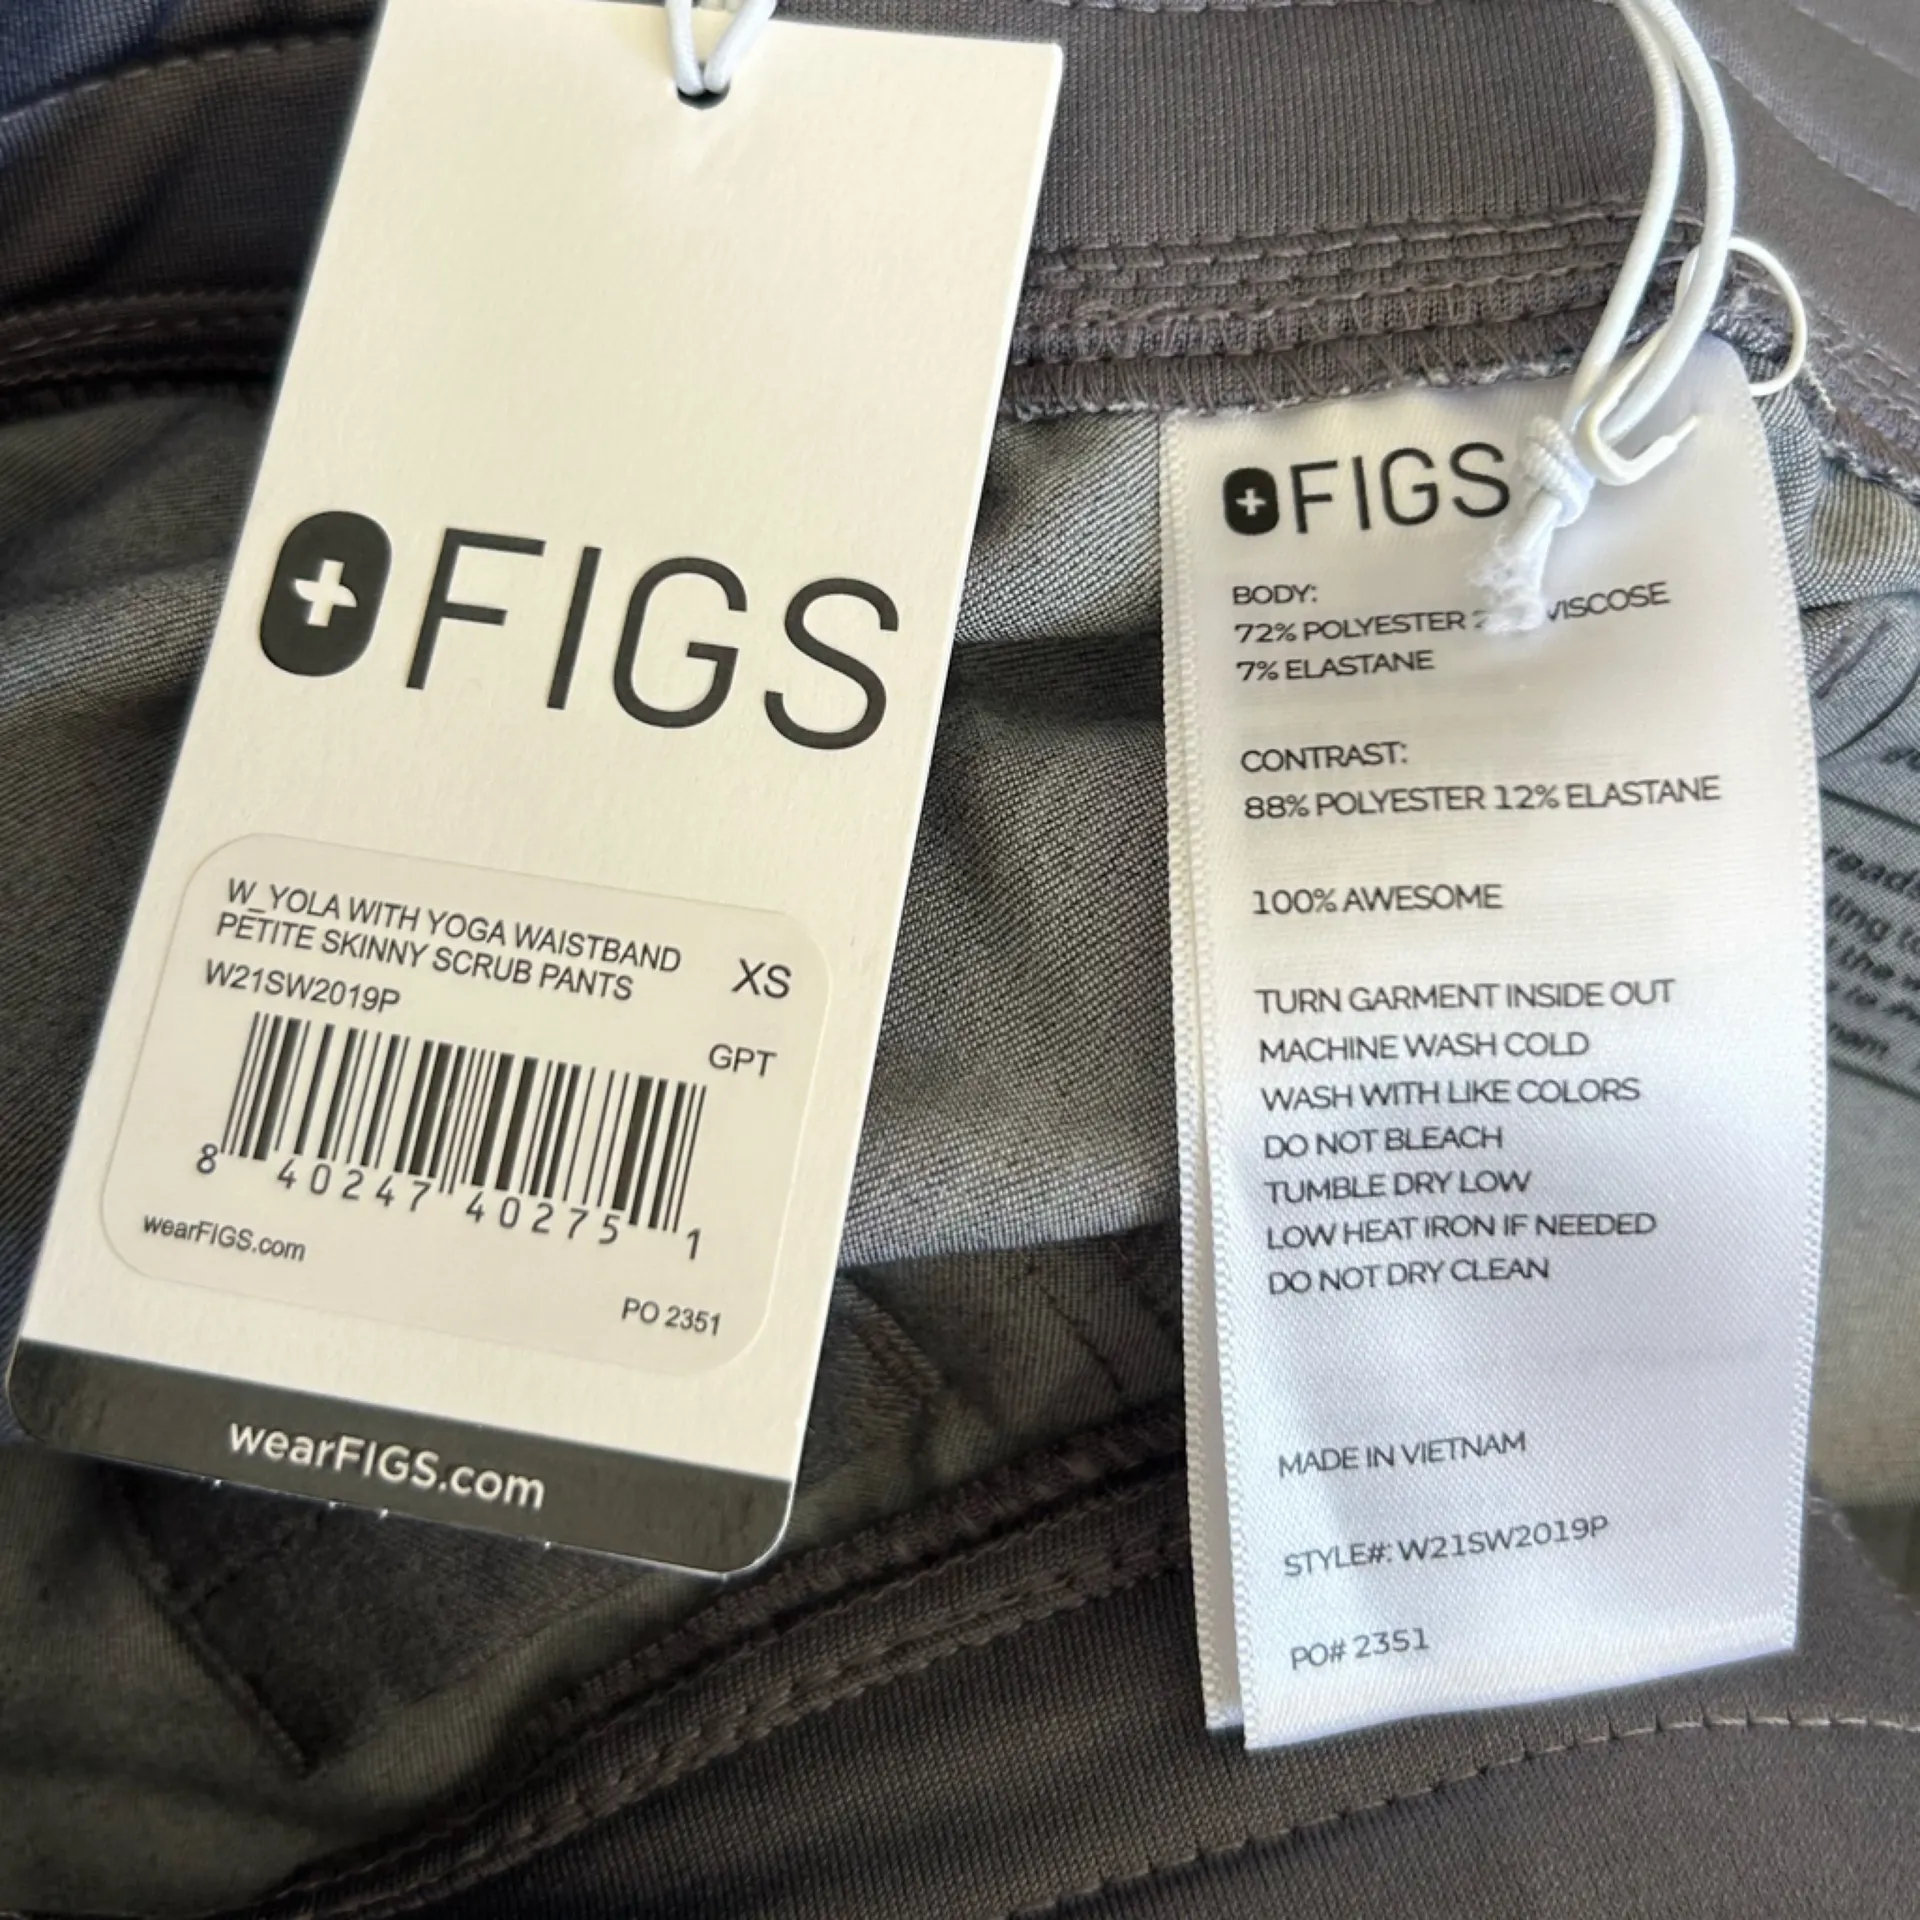 FIGS
W_YOLA WITH YOGA WAISTBAND
PETITE SKINNY SCRUB PANTS
XS
W21SW2019P
GPT
8 40247 40275 1
wearFIGS.com
PO 2351
wearFIGS.com
FIGS
BODY:
72% POLYESTER VISCOSE
7% ELASTANE
CONTRAST:
88% POLYESTER 12% ELASTANE
100% AWESOME
TURN GARMENT INSIDE OUT
MACHINE WASH COLD
WASH WITH LIKE COLORS
DO NOT BLEACH
TUMBLE DRY LOW
LOW HEAT IRON IF NEEDED
DO NOT DRY CLEAN
MADE IN VIETNAM
STYLE#: W21SW2019P
PO# 2351